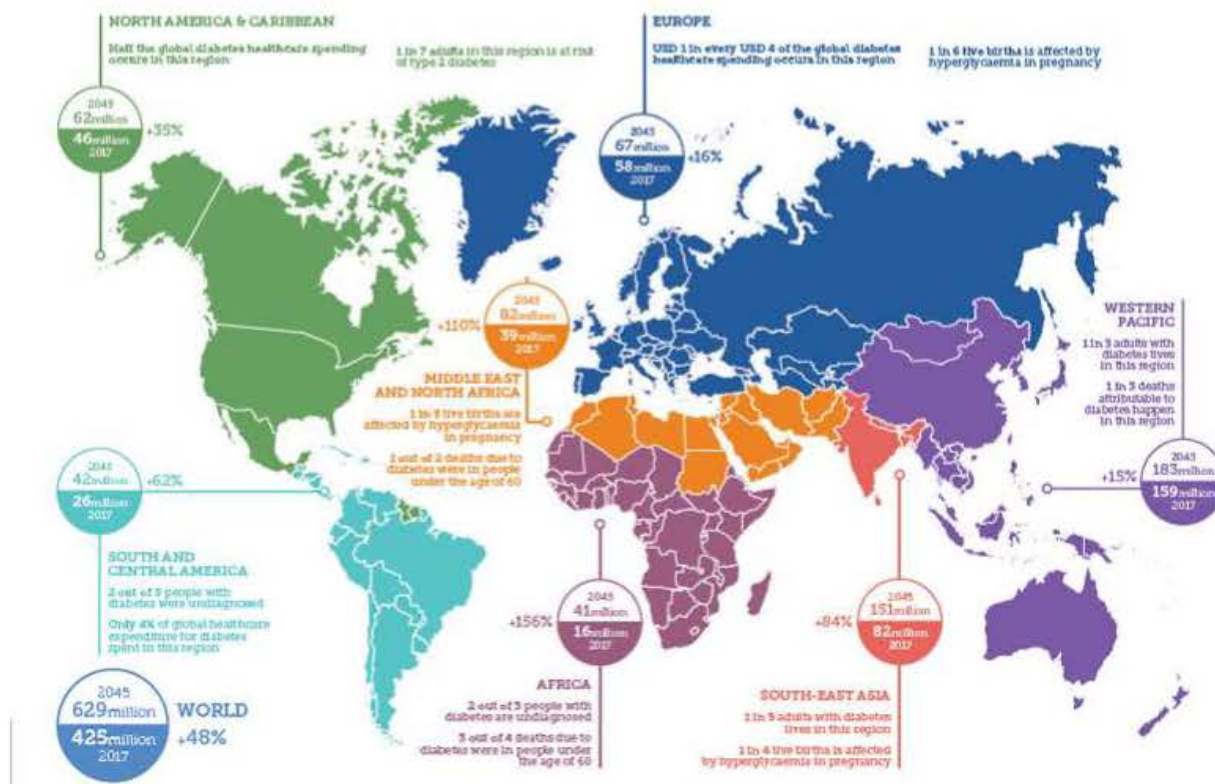 NORTH AMERICA & CARIBBEAN
Half the global diabetes healthcare spending
occurs in this region
1 in 7 adults in this region is at risk
of type 2 diabetes
2045
62million
46million
2017
+35%
EUROPE
USD 1 in every USD 4 of the global diabetes
healthcare spending occurs in this region
1 in 6 live births is affected by
hyperglycaemia in pregnancy
2045
67million
58million
2017
+16%
2045
82million
39million
2017
+110%
MIDDLE EAST
AND NORTH AFRICA
1 in 5 live births are
affected by hyperglycaemia
in pregnancy
1 out of 2 deaths due to
diabetes were in people
under the age of 60
WESTERN
PACIFIC
1 in 3 adults with
diabetes lives
in this region
1 in 3 deaths
attributable to
diabetes happen
in this region
2045
183million
159million
2017
+15%
2045
42million
26million
2017
+62%
SOUTH AND
CENTRAL AMERICA
2 out of 5 people with
diabetes were undiagnosed
Only 4% of global healthcare
expenditure for diabetes
spent in this region
2045
41million
16million
2017
+156%
AFRICA
2 out of 3 people with
diabetes are undiagnosed
3 out of 4 deaths due to
diabetes were in people under
the age of 60
2045
151million
82million
2017
+84%
SOUTH-EAST ASIA
1 in 5 adults with diabetes
lives in this region
1 in 4 live births is affected
by hyperglycaemia in pregnancy
2045
629million
425million
2017
WORLD
+48%